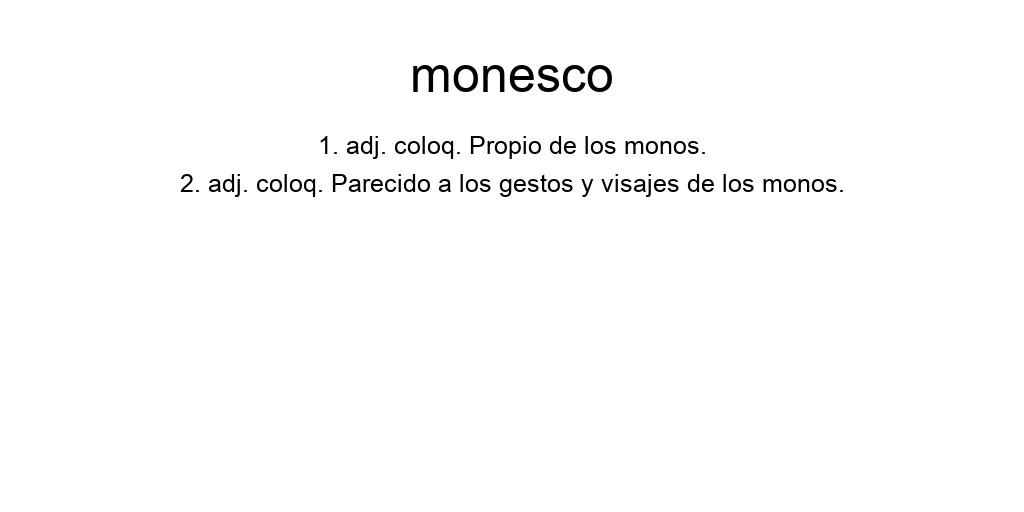 monesco
1. adj. coloq. Propio de los monos.
2. adj. coloq. Parecido a los gestos y visajes de los monos.